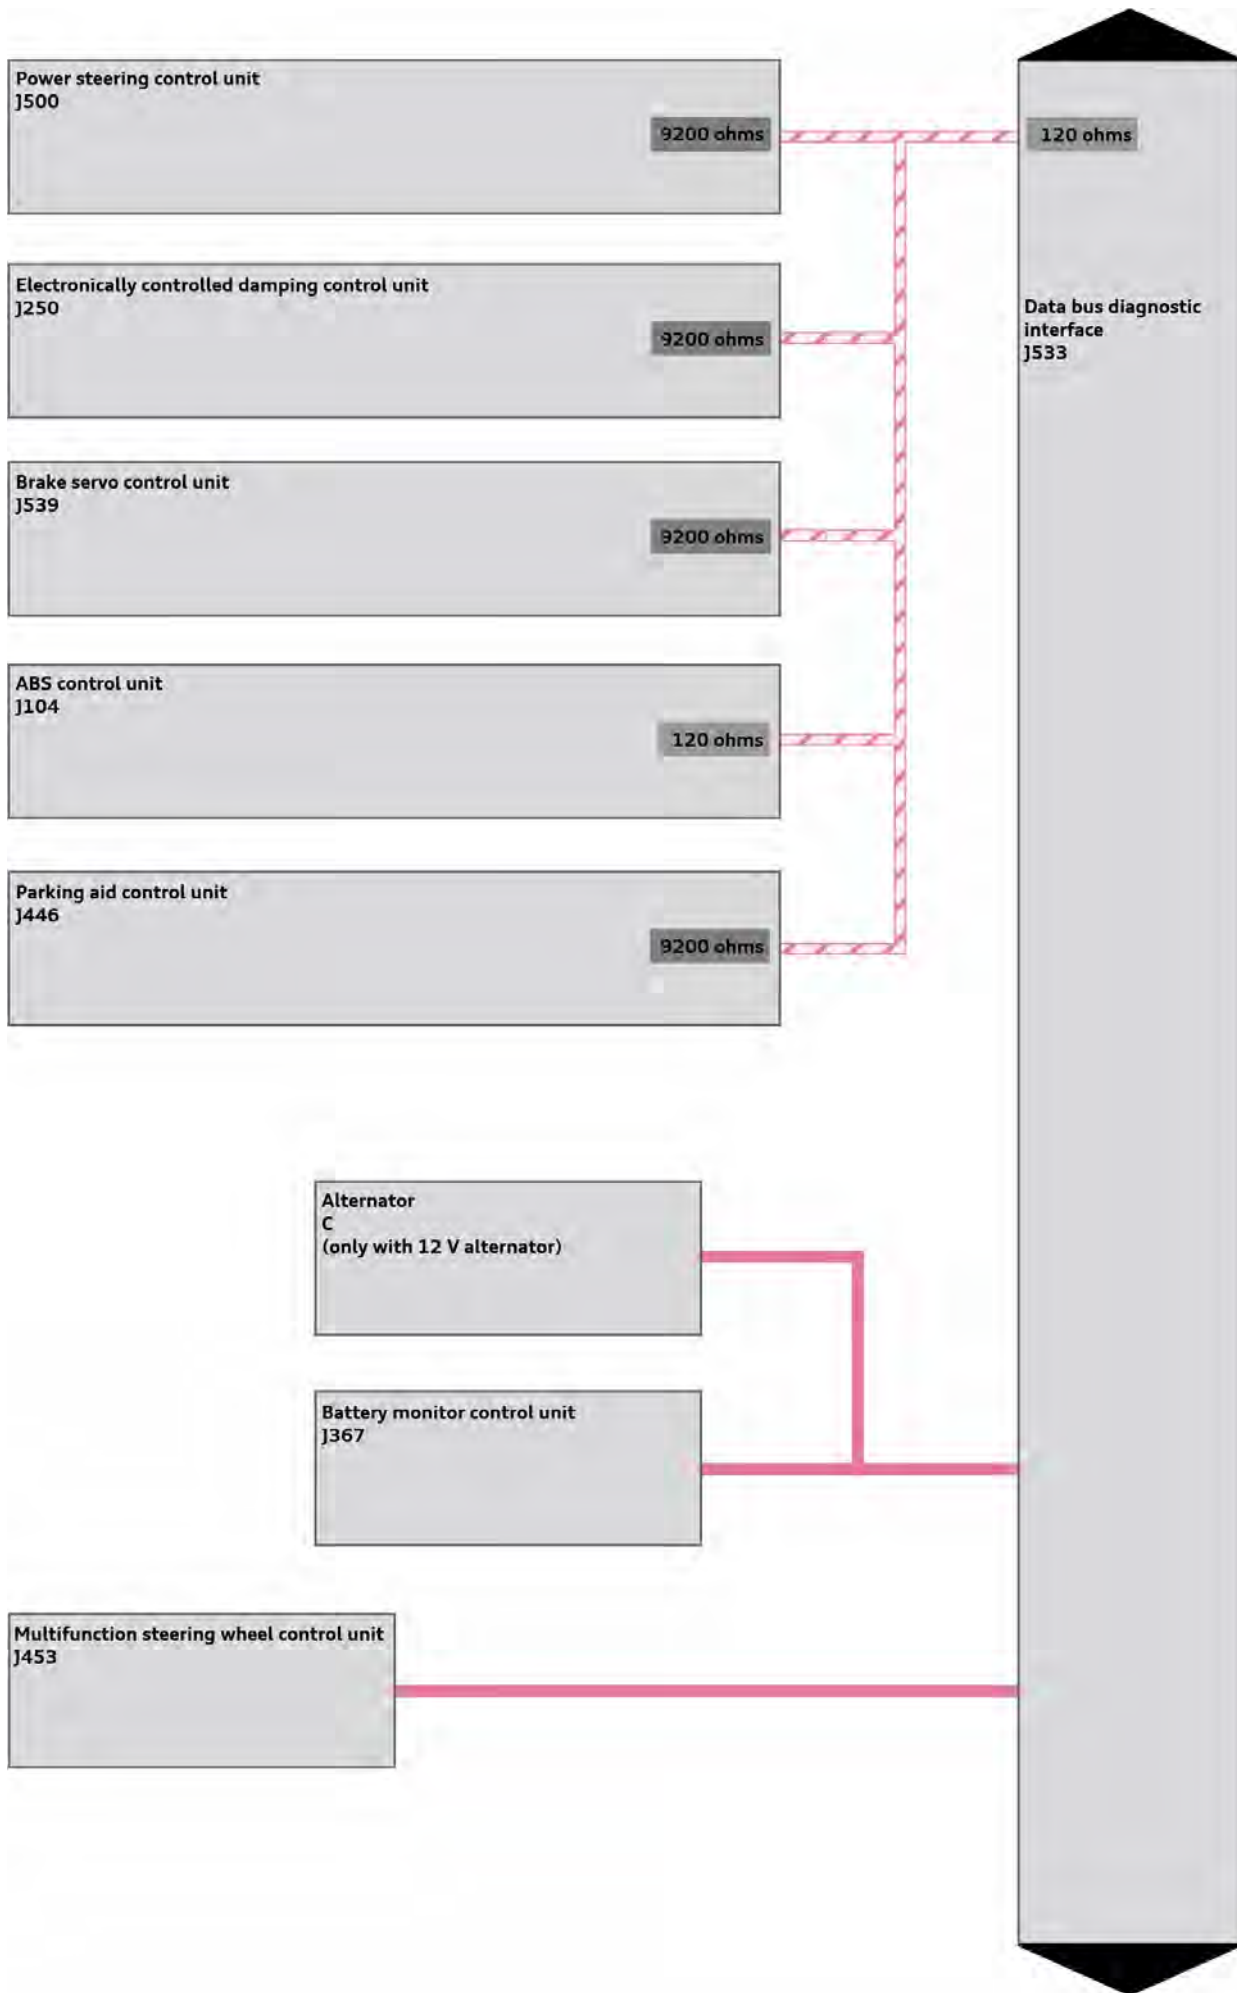 Power steering control unit
J500
9200 ohms
120 ohms
Electronically controlled damping control unit
J250
9200 ohms
Data bus diagnostic
interface
J533
Brake servo control unit
J539
9200 ohms
ABS control unit
J104
120 ohms
Parking aid control unit
J446
9200 ohms
Alternator
C
(only with 12 V alternator)
Battery monitor control unit
J367
Multifunction steering wheel control unit
J453